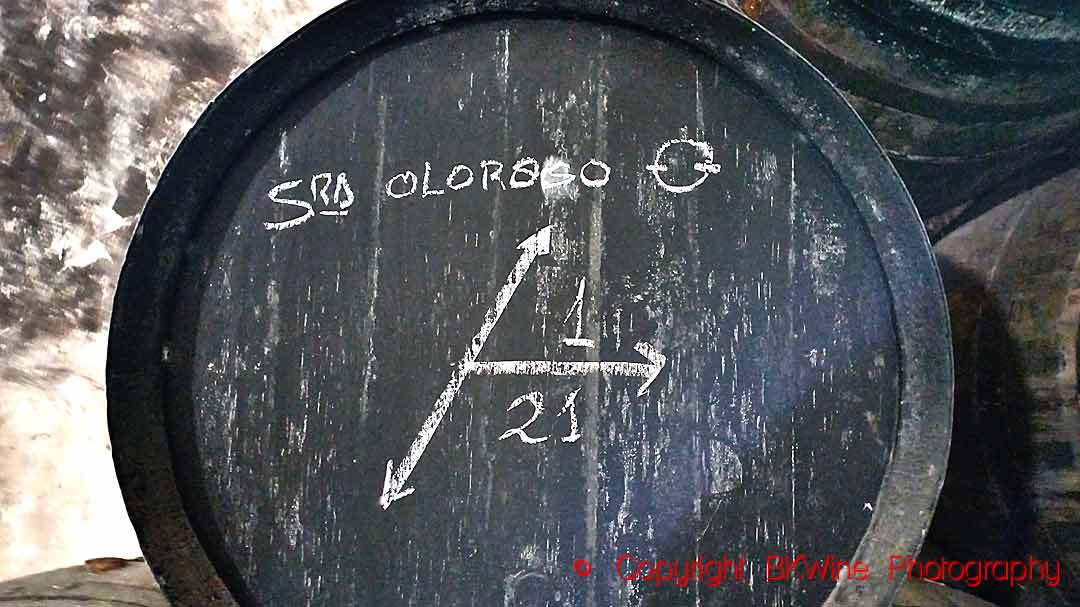 SRA OLOROSO
1
21
© Copyright BKWine Photography